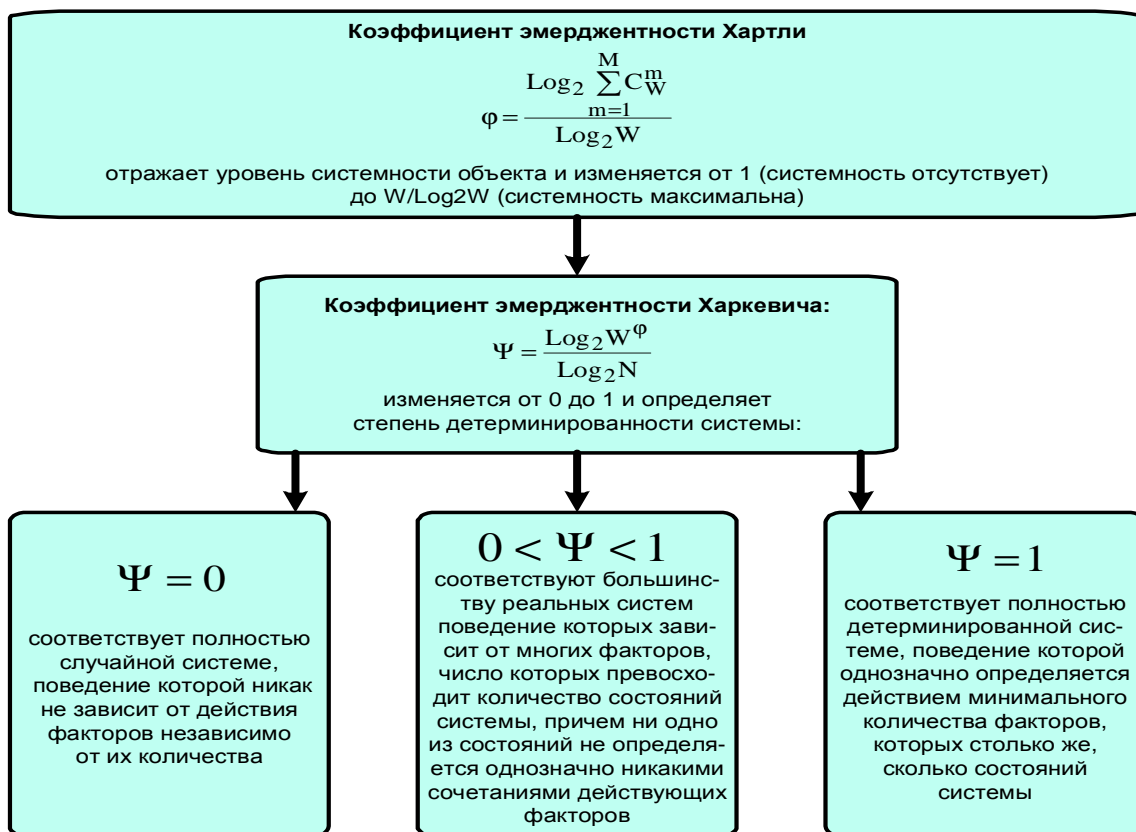 Коэффициент эмерджентности Хартли
φ = Log₂ ∑_{m=1}^{M} C_W^m / Log₂W
отражает уровень системности объекта и изменяется от 1 (системность отсутствует)
до W/Log2W (системность максимальна)
Коэффициент эмерджентности Харкевича:
Ψ = Log₂W^φ / Log₂N
изменяется от 0 до 1 и определяет
степень детерминированности системы:
Ψ = 0
соответствует полностью
случайной системе,
поведение которой никак
не зависит от действия
факторов независимо
от их количества
0 < Ψ < 1
соответствуют большинс-
тву реальных систем
поведение которых зави-
сит от многих факторов,
число которых превосхо-
дит количество состояний
системы, причем ни одно
из состояний не определя-
ется однозначно никакими
сочетаниями действующих
факторов
Ψ = 1
соответствует полностью
детерминированной сис-
теме, поведение которой
однозначно определяется
действием минимального
количества факторов,
которых столько же,
сколько состояний
системы